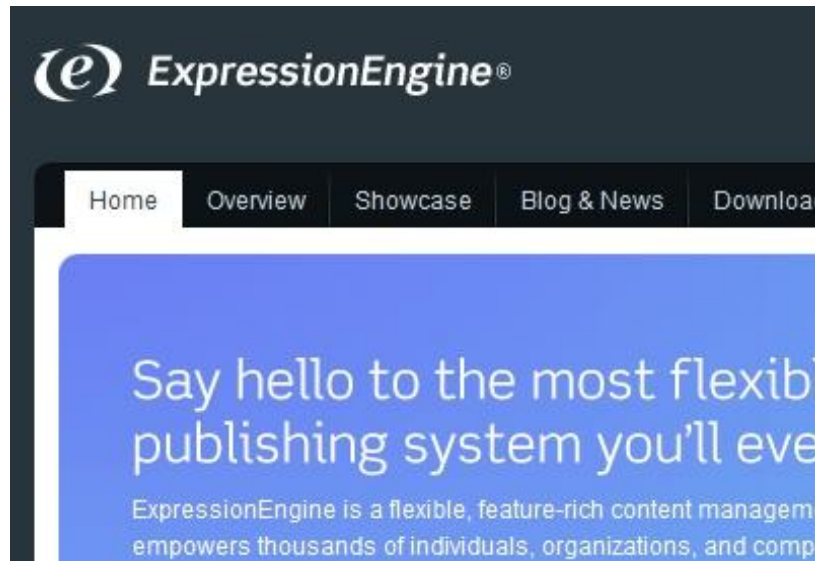 (e) ExpressionEngine®
Home Overview Showcase Blog & News Downloa
Say hello to the most flexib
publishing system you'll eve
ExpressionEngine is a flexible, feature-rich content managem
empowers thousands of individuals, organizations, and comp